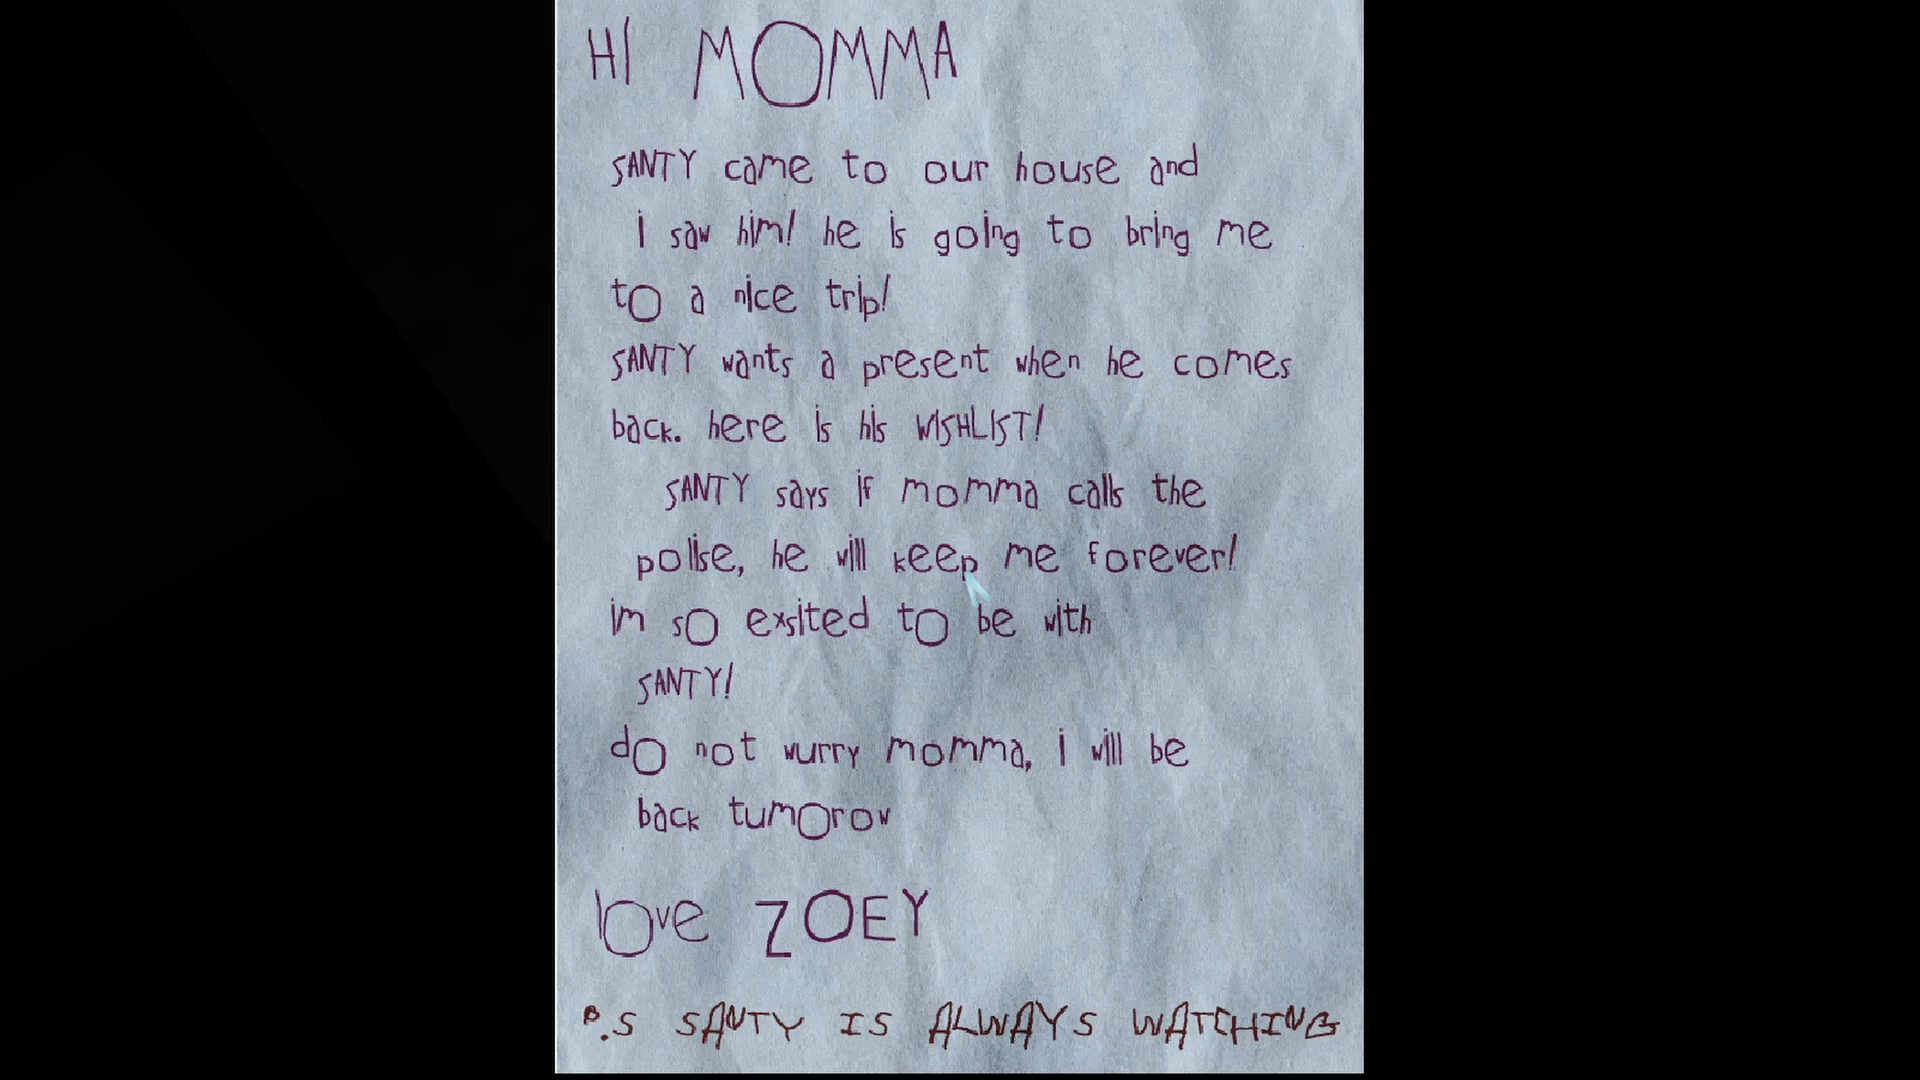 HI MOMMA
SANTY came to our house and
i saw him! he is going to bring me
to a nice trip!
SANTY wants a present when he comes
back. here is his WISHLIST!
SANTY says if momma calls the
polise, he will keep me forever!
im so exsited to be with
SANTY!
do not wurry momma, i will be
back tumorow
love ZOEY
P.S SANTY IS ALWAYS WATCHING